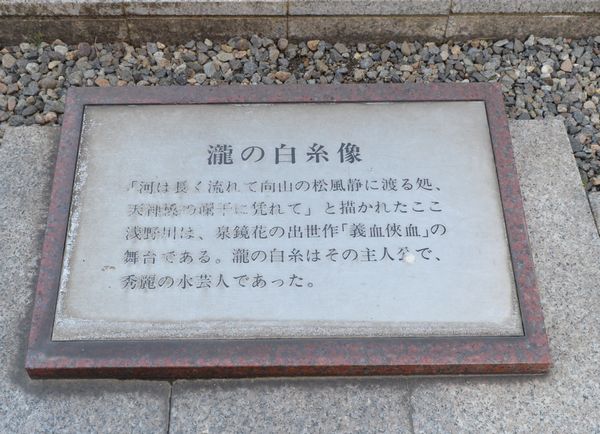 瀧の白糸像
「河は長く流れて向山の松風静に渡る処、
天神橋の欄干に凭れて」と描かれたここ
浅野川は、泉鏡花の出世作「義血侠血」の
舞台である。瀧の白糸はその主人公で、
秀麗の水芸人であった。